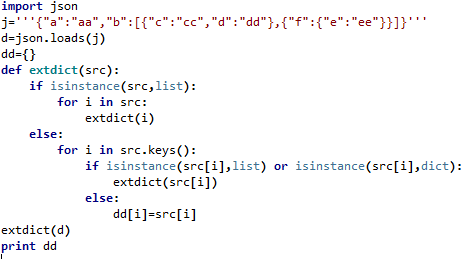 import json
j='''{"a":"aa","b":[{"c":"cc","d":"dd"},{"f":{"e":"ee"}}]}'''
d=json.loads(j)
dd={}
def extdict(src):
    if isinstance(src,list):
        for i in src:
            extdict(i)
    else:
        for i in src.keys():
            if isinstance(src[i],list) or isinstance(src[i],dict):
                extdict(src[i])
            else:
                dd[i]=src[i]
extdict(d)
print dd